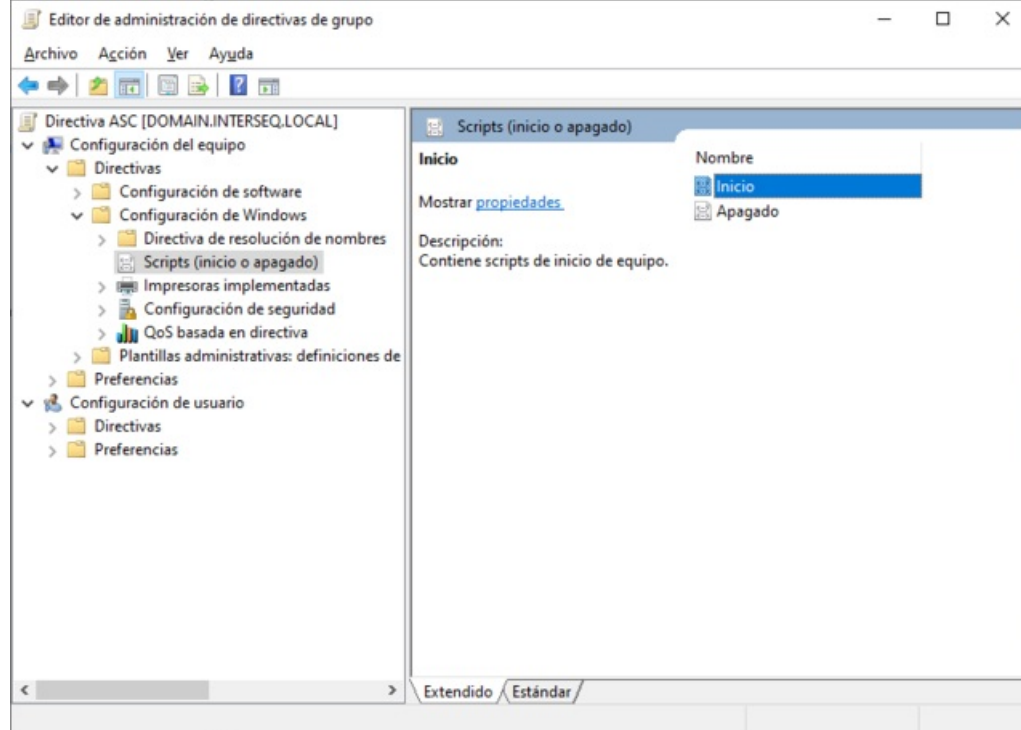 Editor de administración de directivas de grupo
Archivo Acción Ver Ayuda
Directiva ASC [DOMAIN.INTERSEQ.LOCAL]
Configuración del equipo
Directivas
Configuración de software
Configuración de Windows
Directiva de resolución de nombres
Scripts (inicio o apagado)
Impresoras implementadas
Configuración de seguridad
QoS basada en directiva
Plantillas administrativas: definiciones de
Preferencias
Configuración de usuario
Directivas
Preferencias
Scripts (inicio o apagado)
Inicio
Mostrar propiedades
Descripción:
Contiene scripts de inicio de equipo.
Nombre
Inicio
Apagado
Extendido Estándar